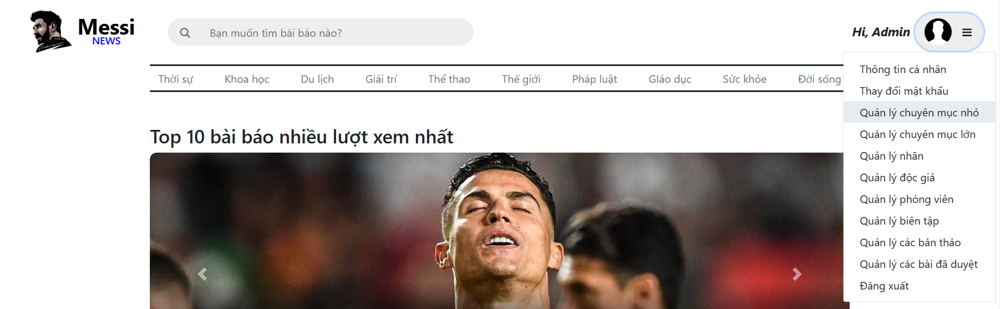 Messi
NEWS
Bạn muốn tìm bài báo nào?
Hi, Admin
Thời sự Khoa học Du lịch Giải trí Thể thao Thế giới Pháp luật GIáo dục Sức khỏe Đời sống
Thông tin cá nhân
Thay đổi mật khẩu
Quản lý chuyên mục nhỏ
Quản lý chuyên mục lớn
Quản lý nhãn
Quản lý độc giả
Quản lý phóng viên
Quản lý biên tập
Quản lý các bản thảo
Quản lý các bài đã duyệt
Đăng xuất
Top 10 bài báo nhiều lượt xem nhất